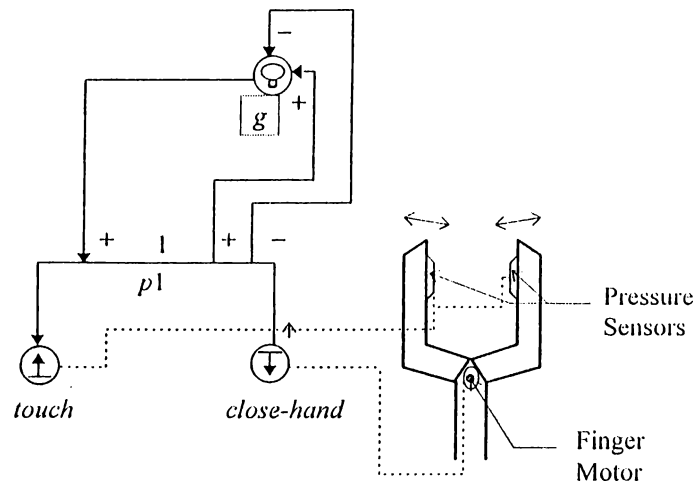 −
+
g
+ 1 + −
p1
Pressure
Sensors
touch
close-hand
Finger
Motor